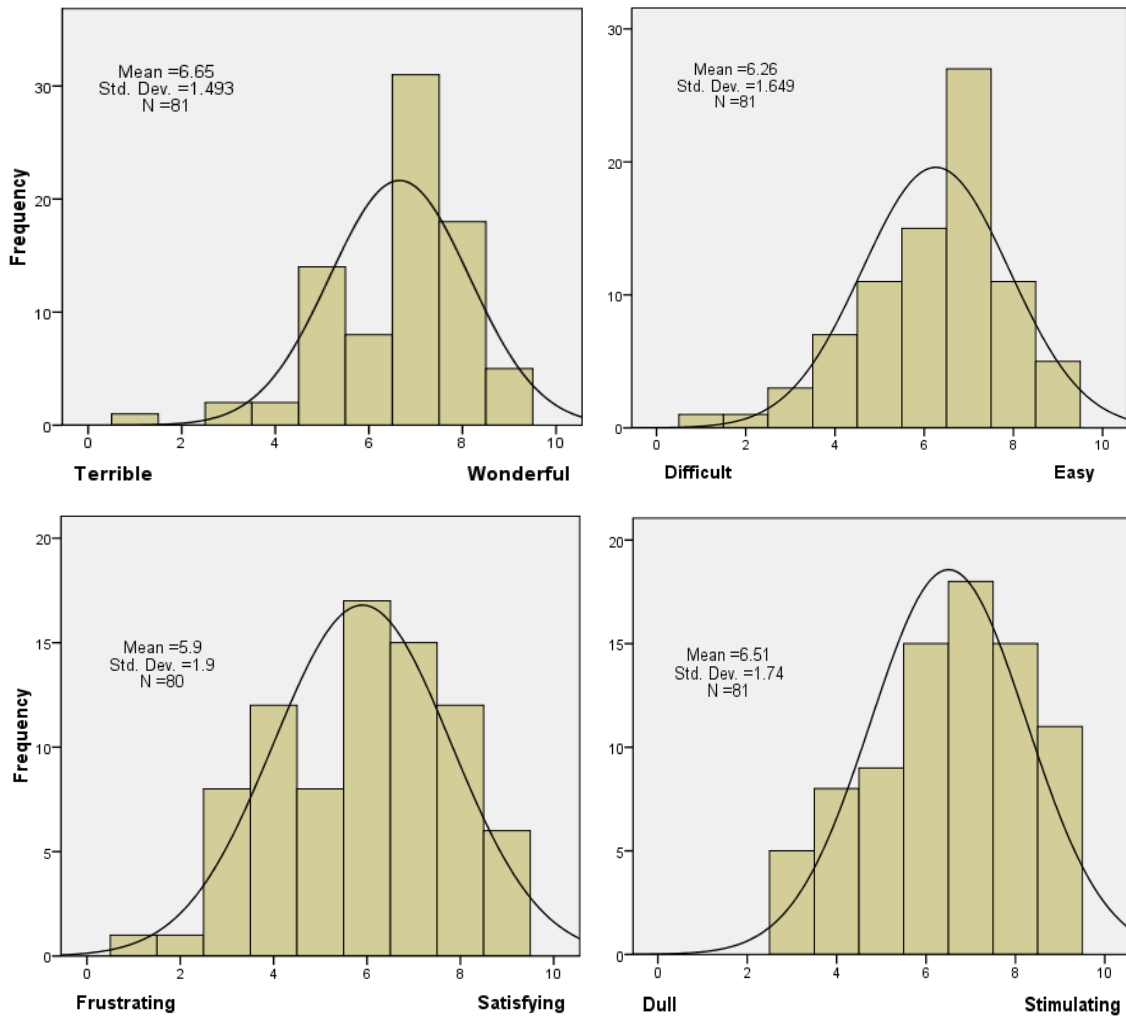 Frequency
30
20
10
0
Mean =6.65
Std. Dev. =1.493
N =81
0 2 4 6 8 10
Terrible Wonderful
30
20
10
0
Mean =6.26
Std. Dev. =1.649
N =81
0 2 4 6 8 10
Difficult Easy
Frequency
20
15
10
5
0
Mean =5.9
Std. Dev. =1.9
N =80
0 2 4 6 8 10
Frustrating Satisfying
20
15
10
5
0
Mean =6.51
Std. Dev. =1.74
N =81
0 2 4 6 8 10
Dull Stimulating